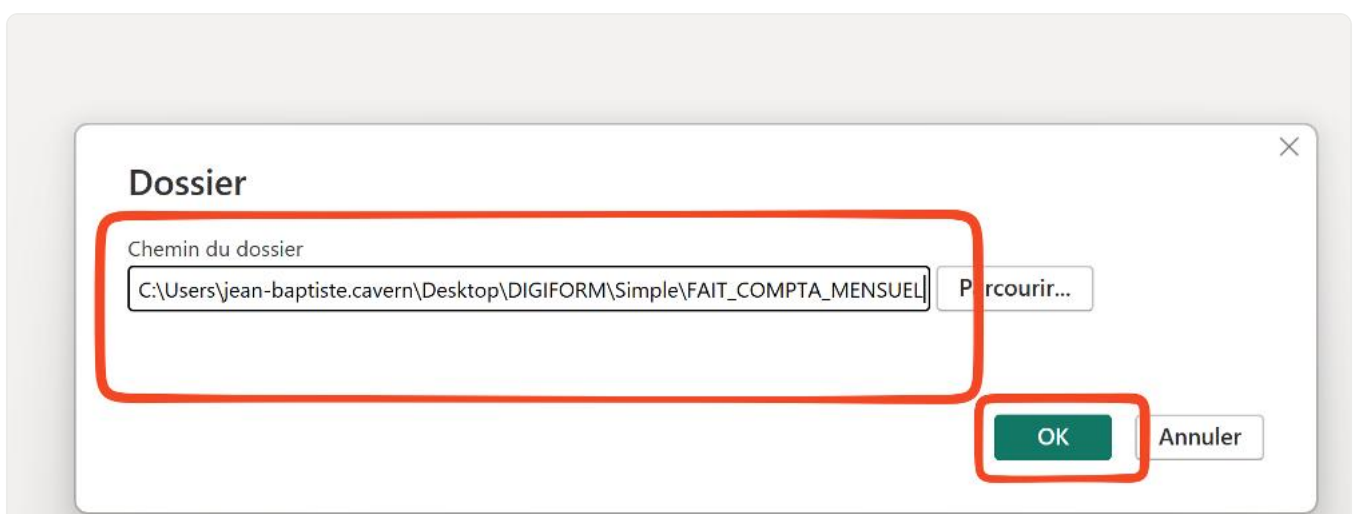 Dossier
Chemin du dossier
C:\Users\jean-baptiste.cavern\Desktop\DIGIFORM\Simple\FAIT_COMPTA_MENSUEL
Parcourir...
OK
Annuler